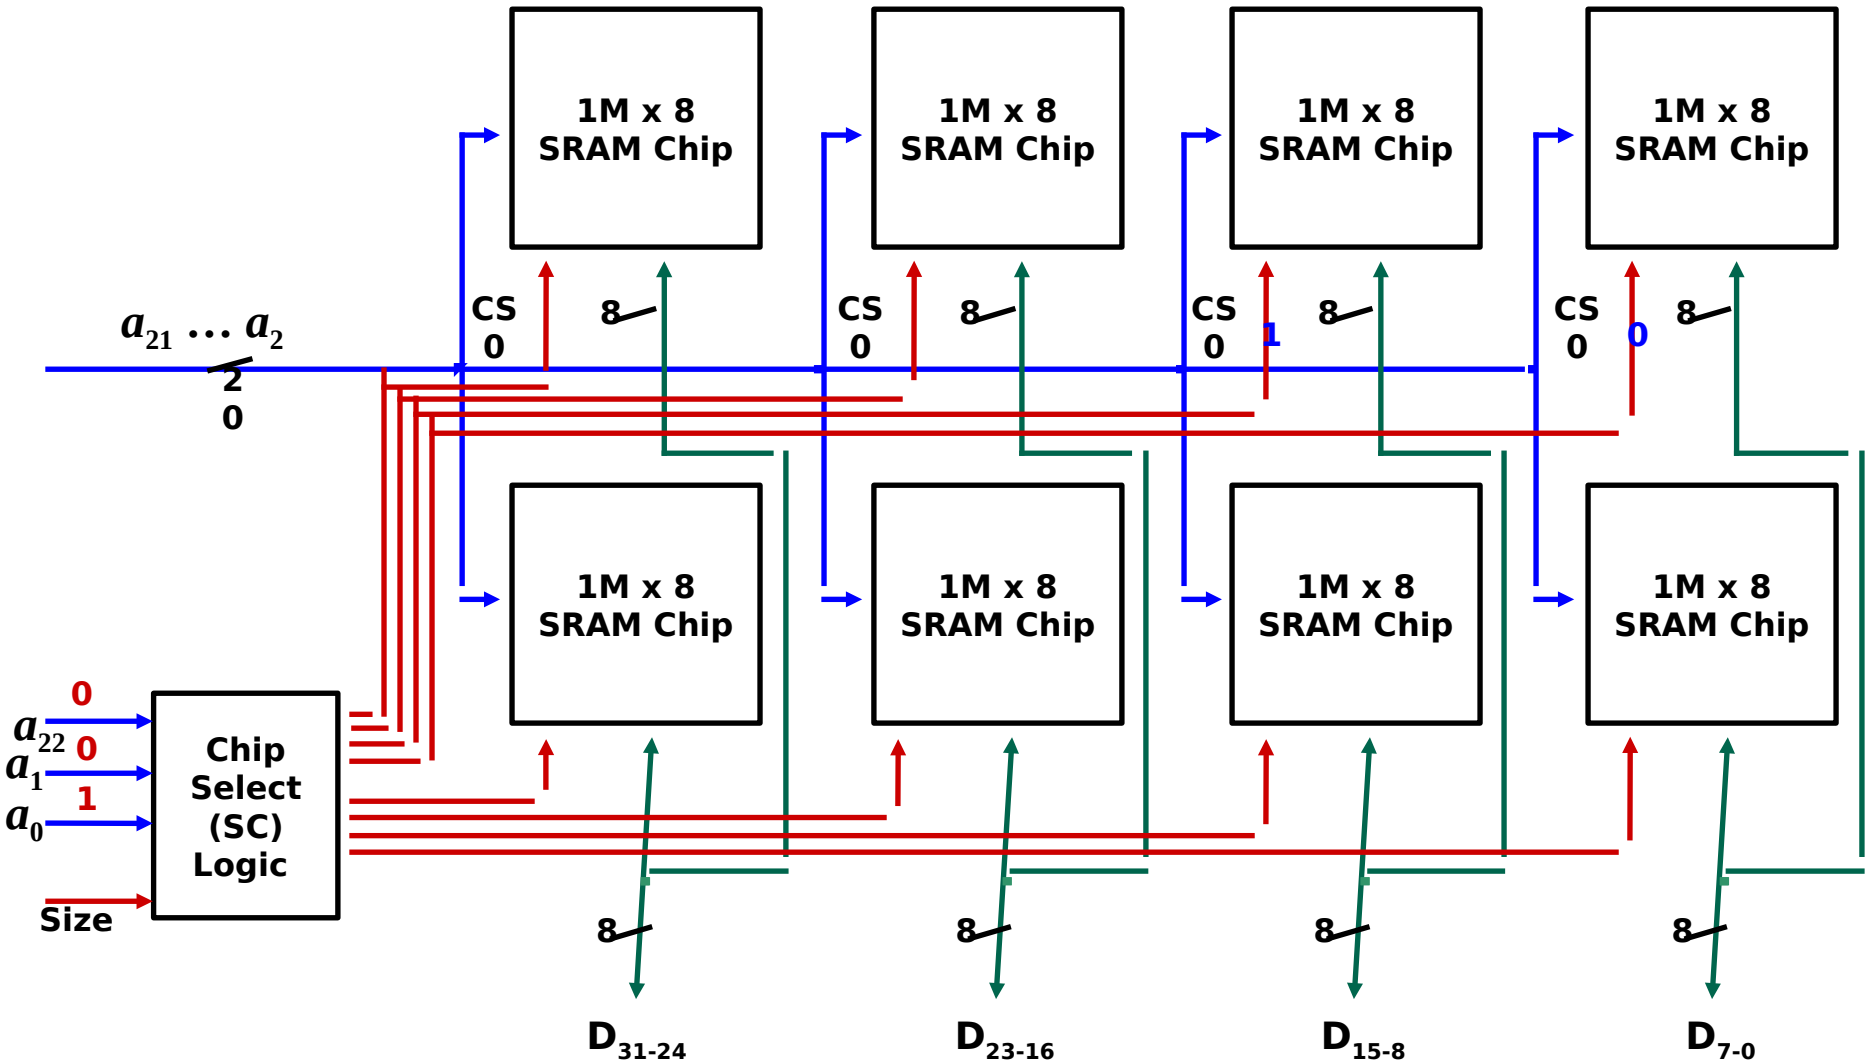 1M x 8
SRAM Chip
1M x 8
SRAM Chip
1M x 8
SRAM Chip
1M x 8
SRAM Chip
CS
0
8
CS
0
8
CS
0
1
8
CS
0
0
8
a21 … a2
2
0
1M x 8
SRAM Chip
1M x 8
SRAM Chip
1M x 8
SRAM Chip
1M x 8
SRAM Chip
0
a22
0
a1
1
a0
Size
Chip
Select
(SC)
Logic
8
8
8
8
D31-24
D23-16
D15-8
D7-0